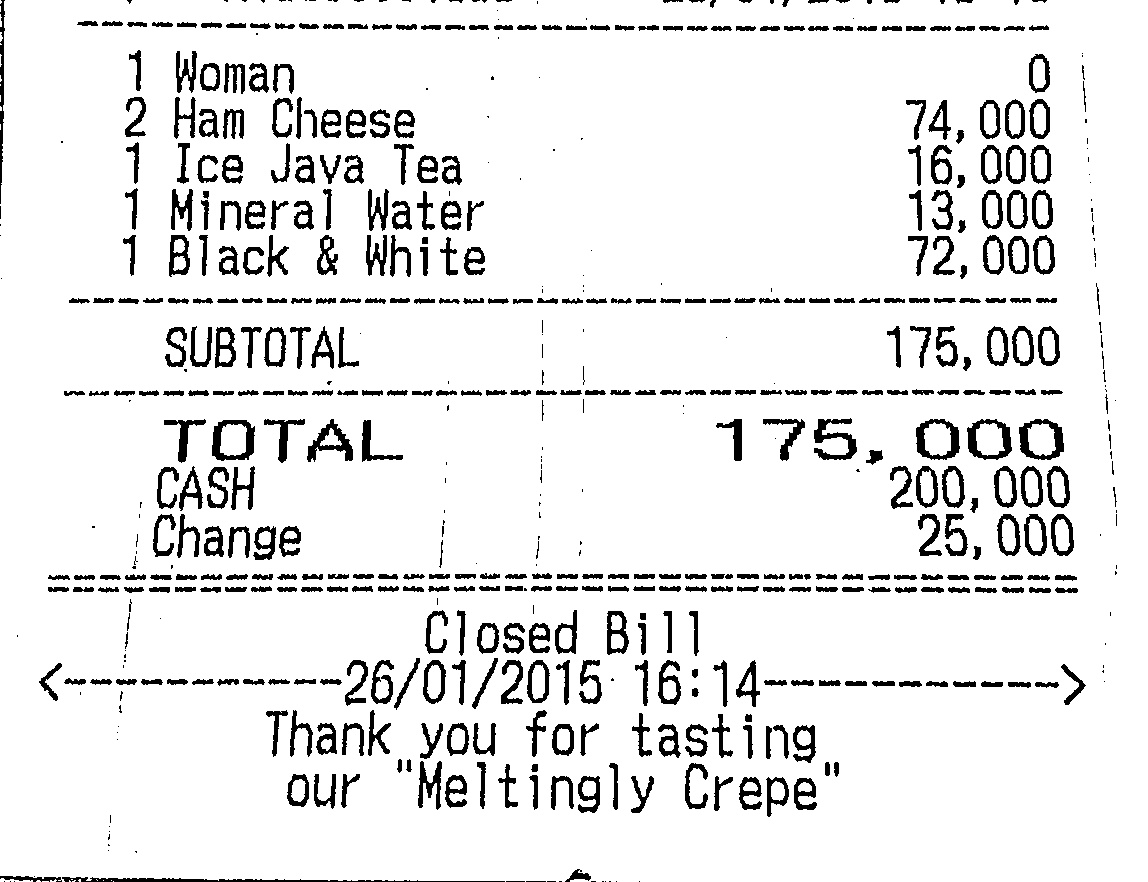 1 Woman 0
2 Ham Cheese 74,000
1 Ice Java Tea 16,000
1 Mineral Water 13,000
1 Black & White 72,000
SUBTOTAL 175,000
TOTAL 175,000
CASH 200,000
Change 25,000
Closed Bill
<------------26/01/2015 16:14------------->
Thank you for tasting
our "Meltingly Crepe"